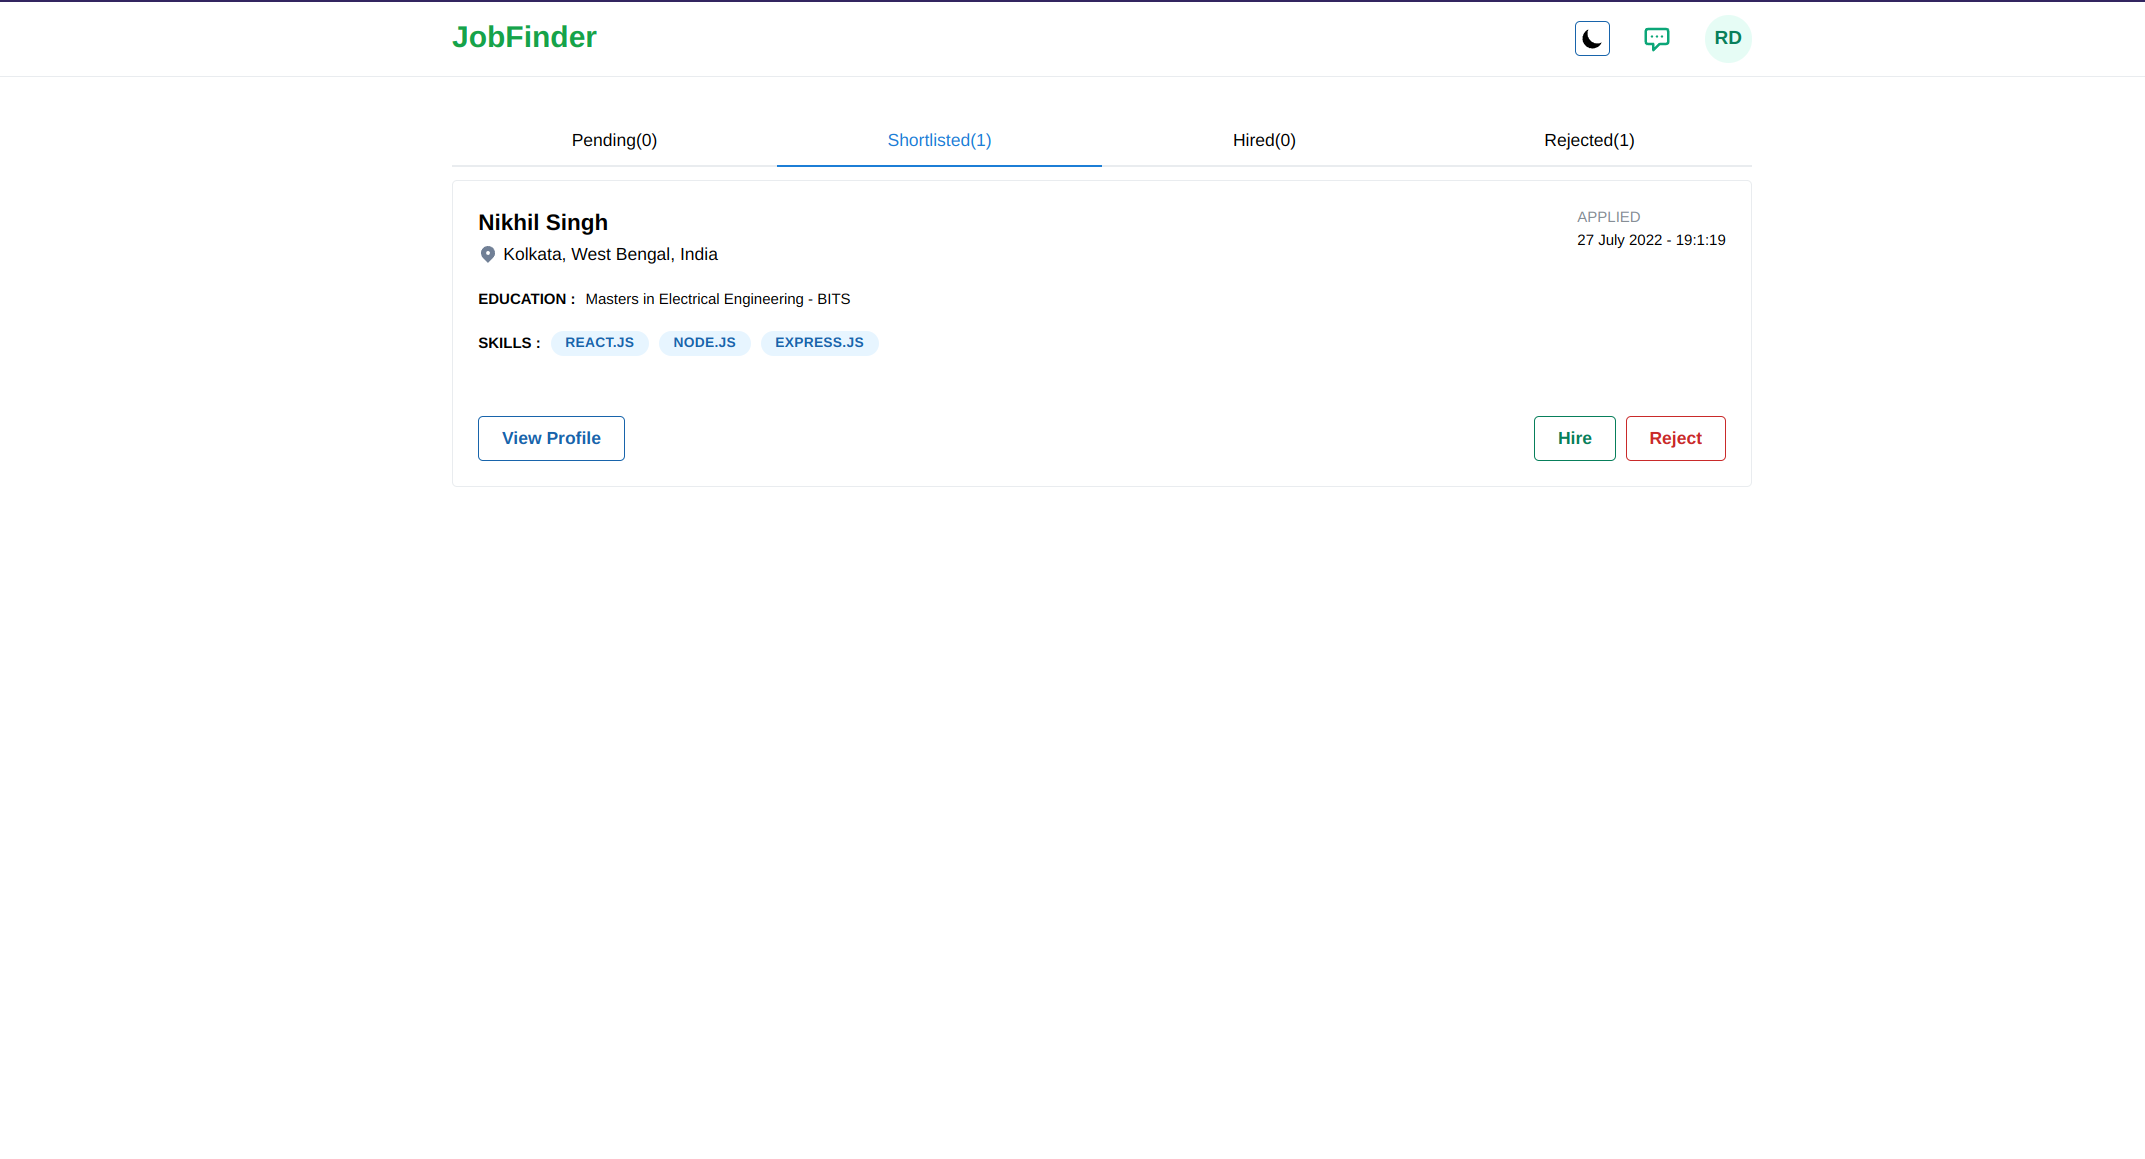 JobFinder
RD
Pending(0) Shortlisted(1) Hired(0) Rejected(1)
Nikhil Singh
APPLIED
Kolkata, West Bengal, India
27 July 2022 - 19:1:19
EDUCATION : Masters in Electrical Engineering - BITS
SKILLS : REACT.JS NODE.JS EXPRESS.JS
View Profile Hire Reject